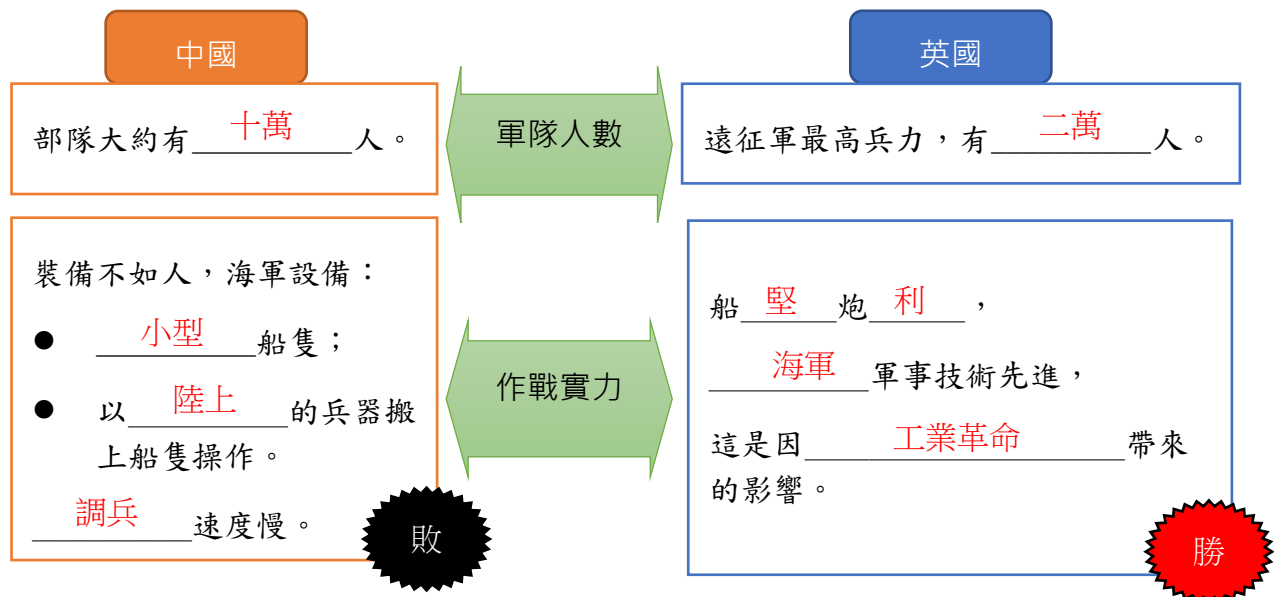 中國
英國
部隊大約有十萬人。
軍隊人數
遠征軍最高兵力，有二萬人。
裝備不如人，海軍設備：
● 小型船隻；
● 以陸上的兵器搬
上船隻操作。
調兵速度慢。
敗
作戰實力
船堅炮利，
海軍軍事技術先進，
這是因工業革命帶來
的影響。
勝